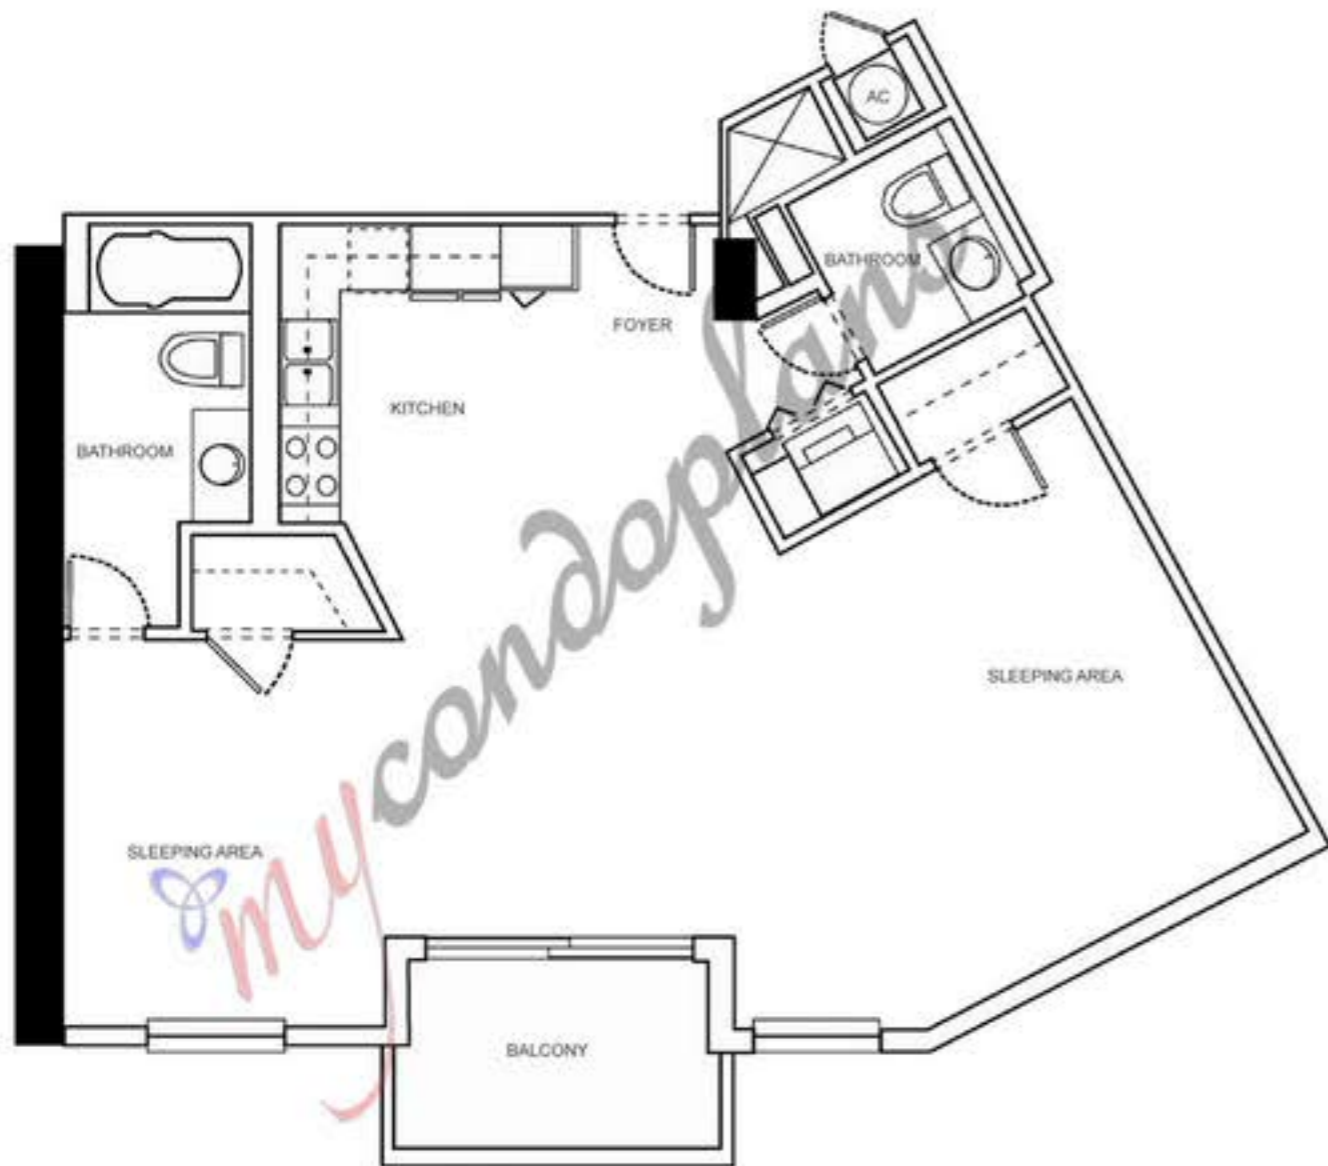 AC
BATHROOM
FOYER
KITCHEN
BATHROOM
SLEEPING AREA
SLEEPING AREA
BALCONY
mycondoplans